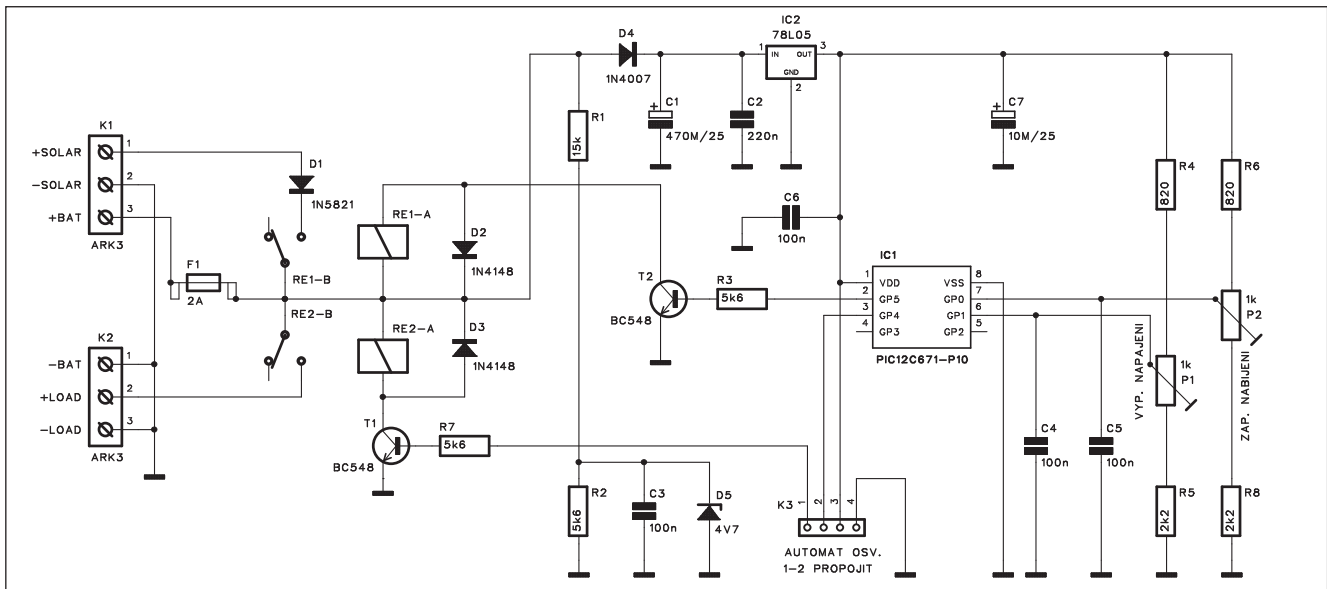 IC2
78L05
1
IN
OUT
3
GND
2
D4
1N4007
C1
+
470M/25
C2
220n
C7
+
10M/25
R1
15k
K1
+SOLAR
1
-SOLAR
2
+BAT
3
ARK3
D1
1N5821
RE1-A
D2
1N4148
RE1-B
F1
2A
RE2-B
RE2-A
D3
1N4148
K2
-BAT
1
+LOAD
2
-LOAD
3
ARK3
T1
BC548
R7
5k6
T2
BC548
R3
5k6
C6
100n
IC1
1
VDD
VSS
8
2
GP5
GP0
7
3
GP4
GP1
6
4
GP3
GP2
5
PIC12C671-P10
R4
820
R6
820
1k
P2
ZAP. NABIJENI
1k
P1
VYP. NAPAJENI
C4
100n
C5
100n
R5
2k2
R8
2k2
R2
5k6
C3
100n
D5
4V7
K3
1
2
3
4
AUTOMAT OSV.
1-2 PROPOJIT